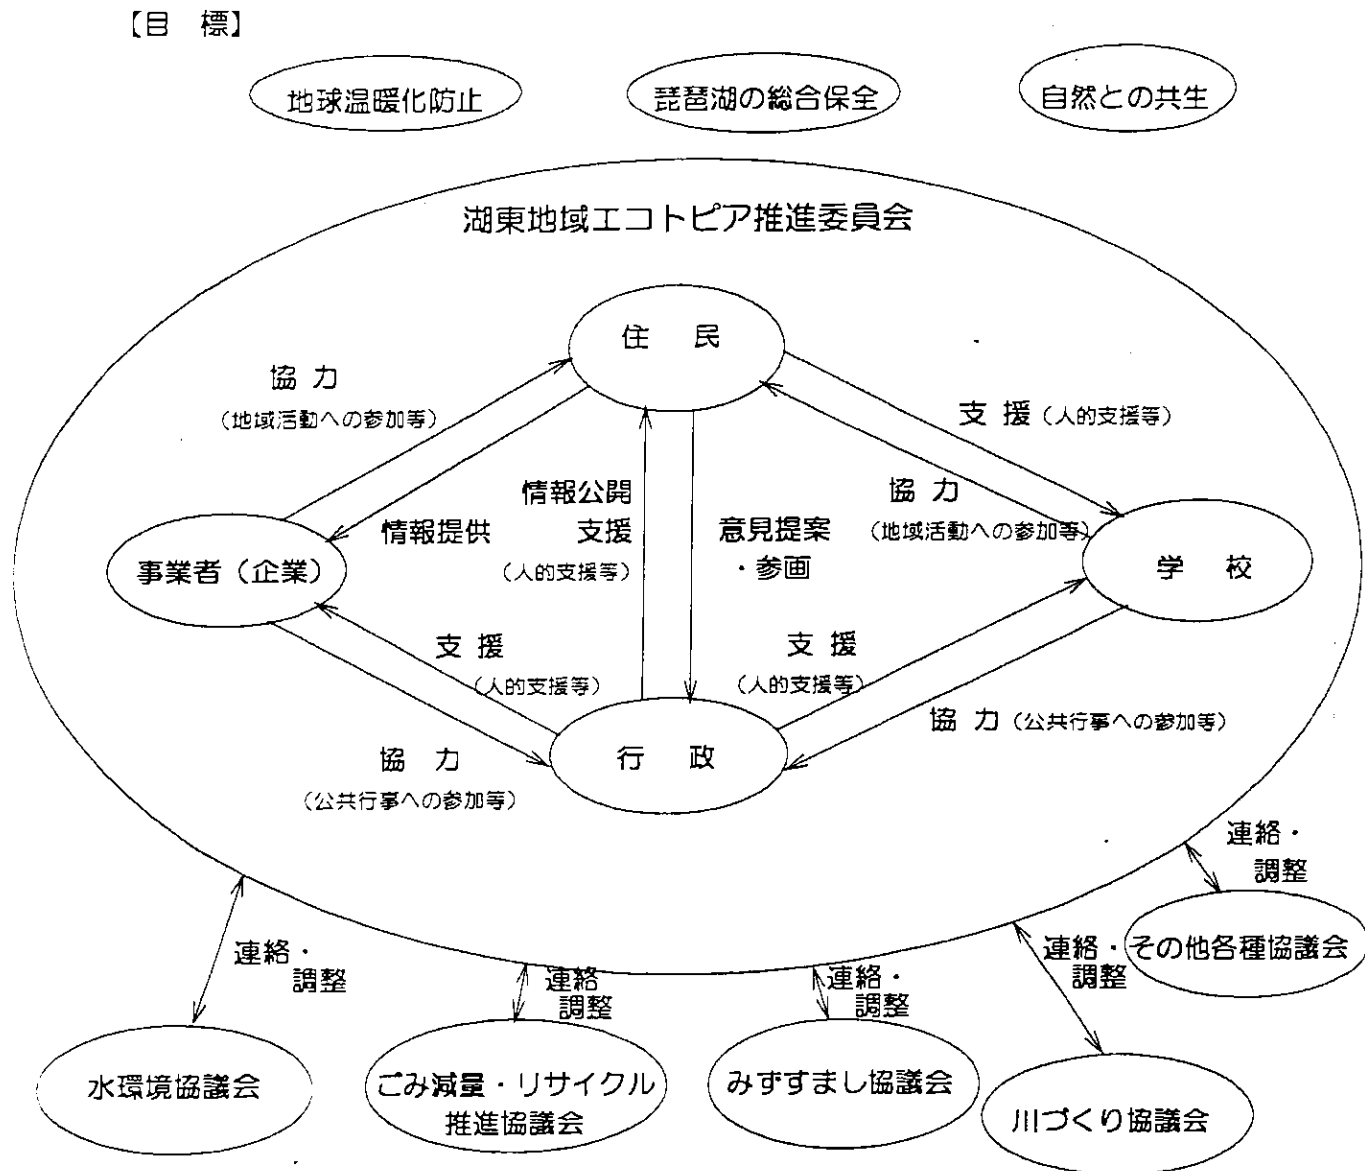 【目 標】
地球温暖化防止
琵琶湖の総合保全
自然との共生
湖東地域エコトピア推進委員会
住 民
協 力
(地域活動への参加等)
支 援(人的支援等)
情報公開
支援
(人的支援等)
情報提供
意見提案
・参画
協 力
(地域活動への参加等)
事業者(企業)
学 校
支 援
(人的支援等)
支 援
(人的支援等)
協 力(公共行事への参加等)
行 政
協 力
(公共行事への参加等)
連絡・
調整
その他各種協議会
連絡・
調整
連絡・
調整
連絡
調整
連絡・
調整
水環境協議会
ごみ減量・リサイクル
推進協議会
みずすまし協議会
川づくり協議会